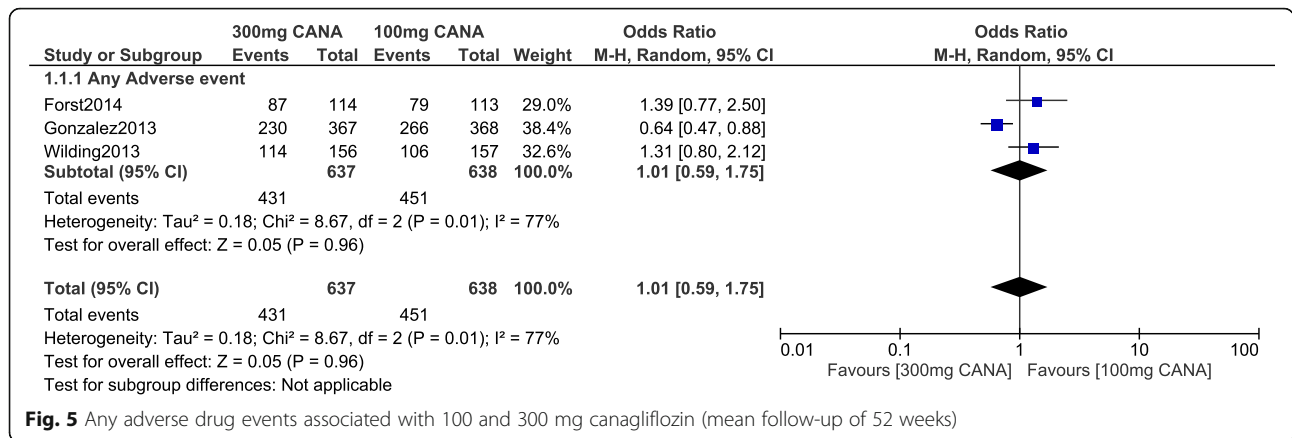 300mg CANA 100mg CANA Odds Ratio Odds Ratio
Study or Subgroup Events Total Events Total Weight M-H, Random, 95% CI M-H, Random, 95% CI
1.1.1 Any Adverse event
Forst2014 87 114 79 113 29.0% 1.39 [0.77, 2.50]
Gonzalez2013 230 367 266 368 38.4% 0.64 [0.47, 0.88]
Wilding2013 114 156 106 157 32.6% 1.31 [0.80, 2.12]
Subtotal (95% CI) 637 638 100.0% 1.01 [0.59, 1.75]
Total events 431 451
Heterogeneity: Tau² = 0.18; Chi² = 8.67, df = 2 (P = 0.01); I² = 77%
Test for overall effect: Z = 0.05 (P = 0.96)
Total (95% CI) 637 638 100.0% 1.01 [0.59, 1.75]
Total events 431 451
Heterogeneity: Tau² = 0.18; Chi² = 8.67, df = 2 (P = 0.01); I² = 77%
Test for overall effect: Z = 0.05 (P = 0.96)
Test for subgroup differences: Not applicable
0.01 0.1 1 10 100
Favours [300mg CANA] Favours [100mg CANA]
Fig. 5 Any adverse drug events associated with 100 and 300 mg canagliflozin (mean follow-up of 52 weeks)